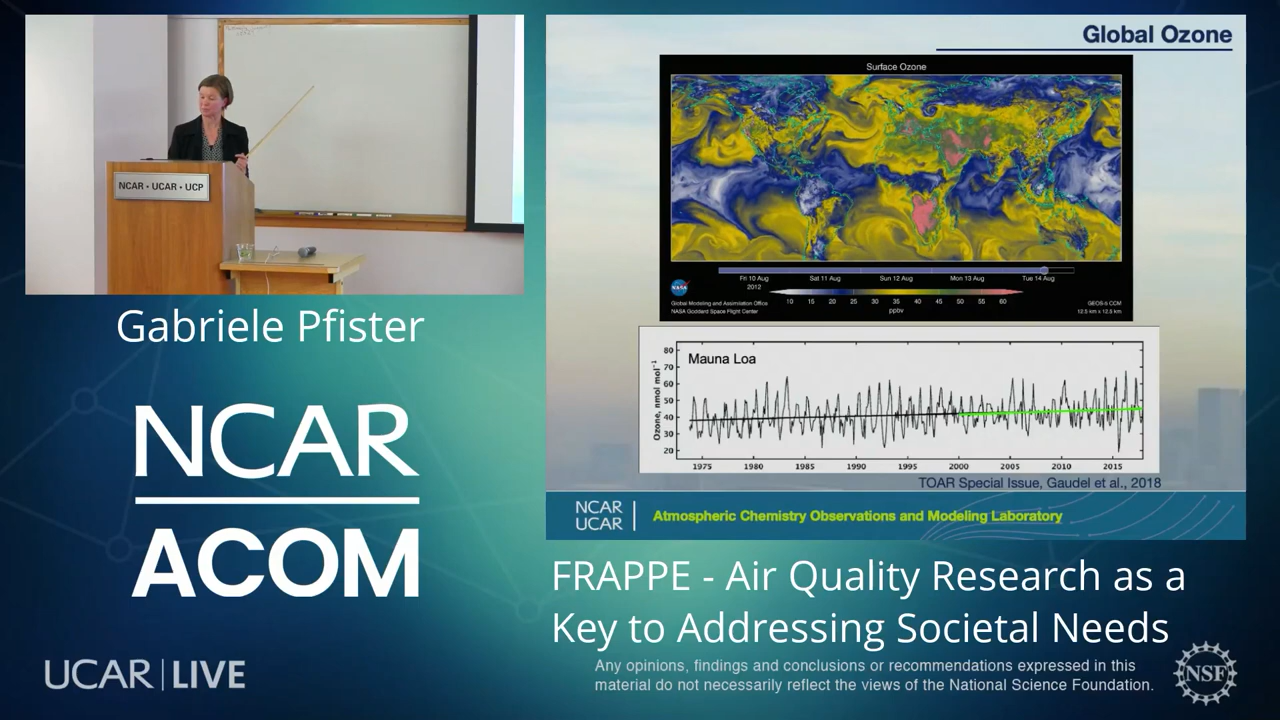 NCAR • UCAR • UCP
Gabriele Pfister
NCAR
ACOM
UCAR | LIVE
Global Ozone
Surface Ozone
Fri 10 Aug
2012
Sat 11 Aug
Sun 12 Aug
Mon 13 Aug
Tue 14 Aug
NASA
10 15 20 25 30 35 40 45 50 55 60
ppbv
Global Modeling and Assimilation Office
NASA Goddard Space Flight Center
GEOS-5 CCM
12.5 km x 12.5 km
Mauna Loa
Ozone, nmol mol⁻¹
80
70
60
50
40
30
20
1975 1980 1985 1990 1995 2000 2005 2010 2015
TOAR Special Issue, Gaudel et al., 2018
NCAR
UCAR
Atmospheric Chemistry Observations and Modeling Laboratory
FRAPPE - Air Quality Research as a
Key to Addressing Societal Needs
Any opinions, findings and conclusions or recommendations expressed in this
material do not necessarily reflect the views of the National Science Foundation.
NSF